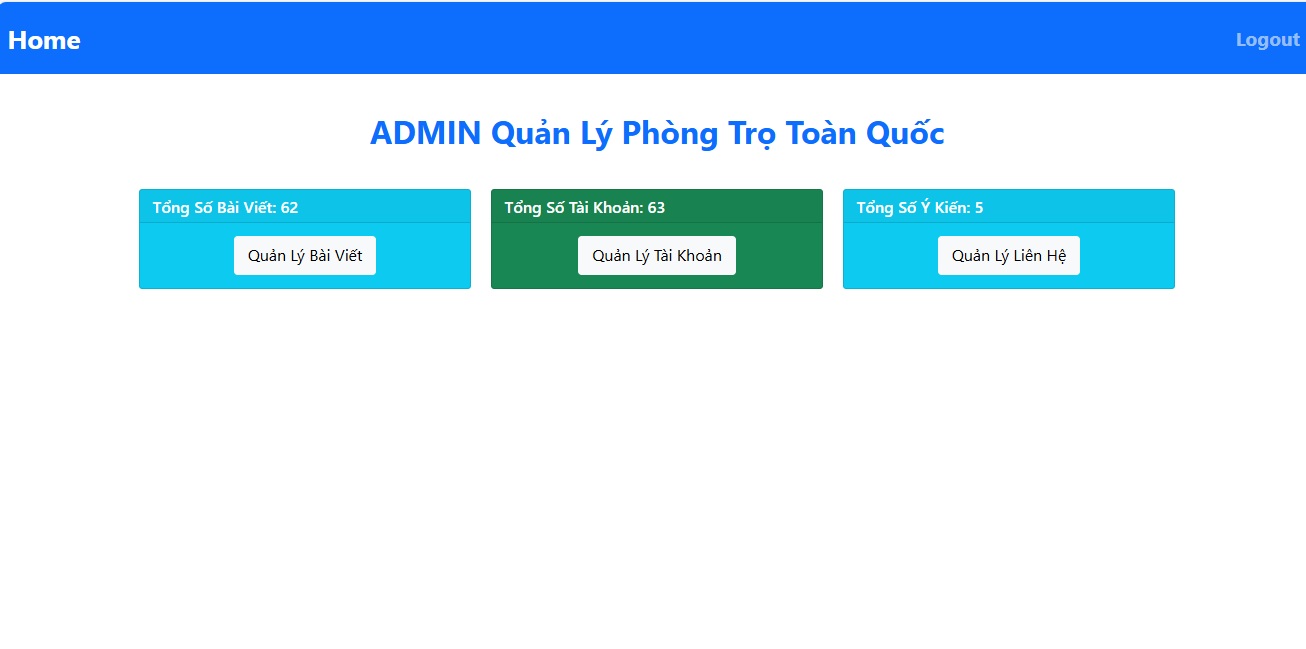 Home
Logout
ADMIN Quản Lý Phòng Trọ Toàn Quốc
Tổng Số Bài Viết: 62
Quản Lý Bài Viết
Tổng Số Tài Khoản: 63
Quản Lý Tài Khoản
Tổng Số Ý Kiến: 5
Quản Lý Liên Hệ